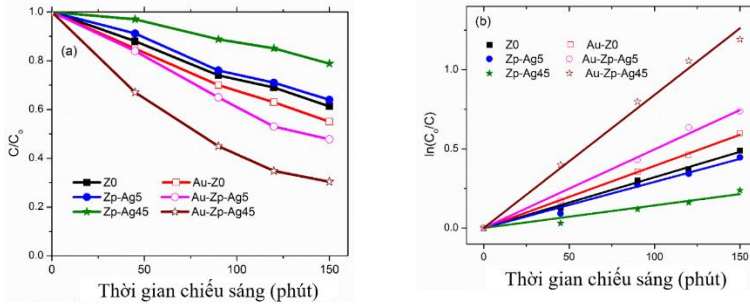 1.0
0.8
0.6
0.4
0.2
0.0
C/C₀
(a)
Z0 Au-Z0
Zp-Ag5 Au-Zp-Ag5
Zp-Ag45 Au-Zp-Ag45
0 50 100 150
Thời gian chiếu sáng (phút)
(b)
Z0 Au-Z0
Zp-Ag5 Au-Zp-Ag5
Zp-Ag45 Au-Zp-Ag45
1.0
0.5
0.0
ln(C₀/C)
0 50 100 150
Thời gian chiếu sáng (phút)